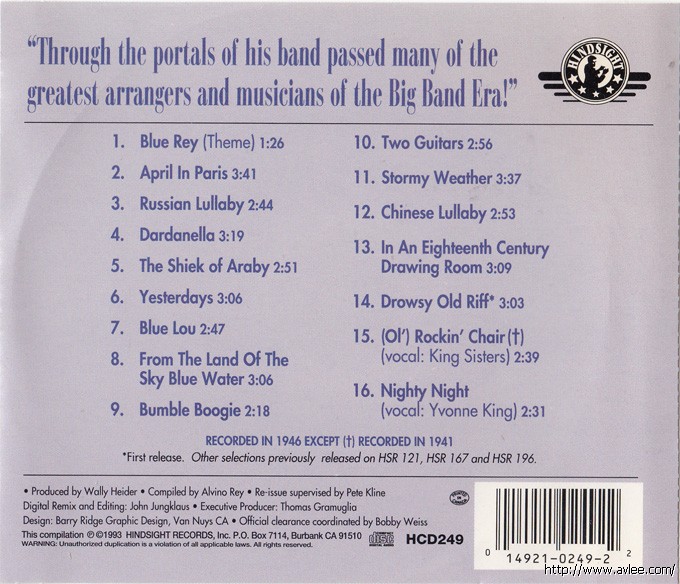 “Through the portals of his band passed many of the
greatest arrangers and musicians of the Big Band Era!”
HINDSIGHT
1. Blue Rey (Theme) 1:26
2. April In Paris 3:41
3. Russian Lullaby 2:44
4. Dardanella 3:19
5. The Shiek of Araby 2:51
6. Yesterdays 3:06
7. Blue Lou 2:47
8. From The Land Of The
Sky Blue Water 3:06
9. Bumble Boogie 2:18
10. Two Guitars 2:56
11. Stormy Weather 3:37
12. Chinese Lullaby 2:53
13. In An Eighteenth Century
Drawing Room 3:09
14. Drowsy Old Riff* 3:03
15. (Ol’) Rockin’ Chair (†)
(vocal: King Sisters) 2:39
16. Nighty Night
(vocal: Yvonne King) 2:31
RECORDED IN 1946 EXCEPT (†) RECORDED IN 1941
*First release. Other selections previously released on HSR 121, HSR 167 and HSR 196.
• Produced by Wally Heider • Compiled by Alvino Rey • Re-issue supervised by Pete Kline
Digital Remix and Editing: John Jungklaus • Executive Producer: Thomas Gramuglia
Design: Barry Ridge Graphic Design, Van Nuys CA • Official clearance coordinated by Bobby Weiss
This compilation ℗©1993 HINDSIGHT RECORDS, Inc. P.O. Box 7114, Burbank CA 91510
WARNING: Unauthorized duplication is a violation of all applicable laws. All rights reserved.
COMPACT disc DIGITAL AUDIO
HCD249
0 14921-0249-2 2
http://www.avlee.com/